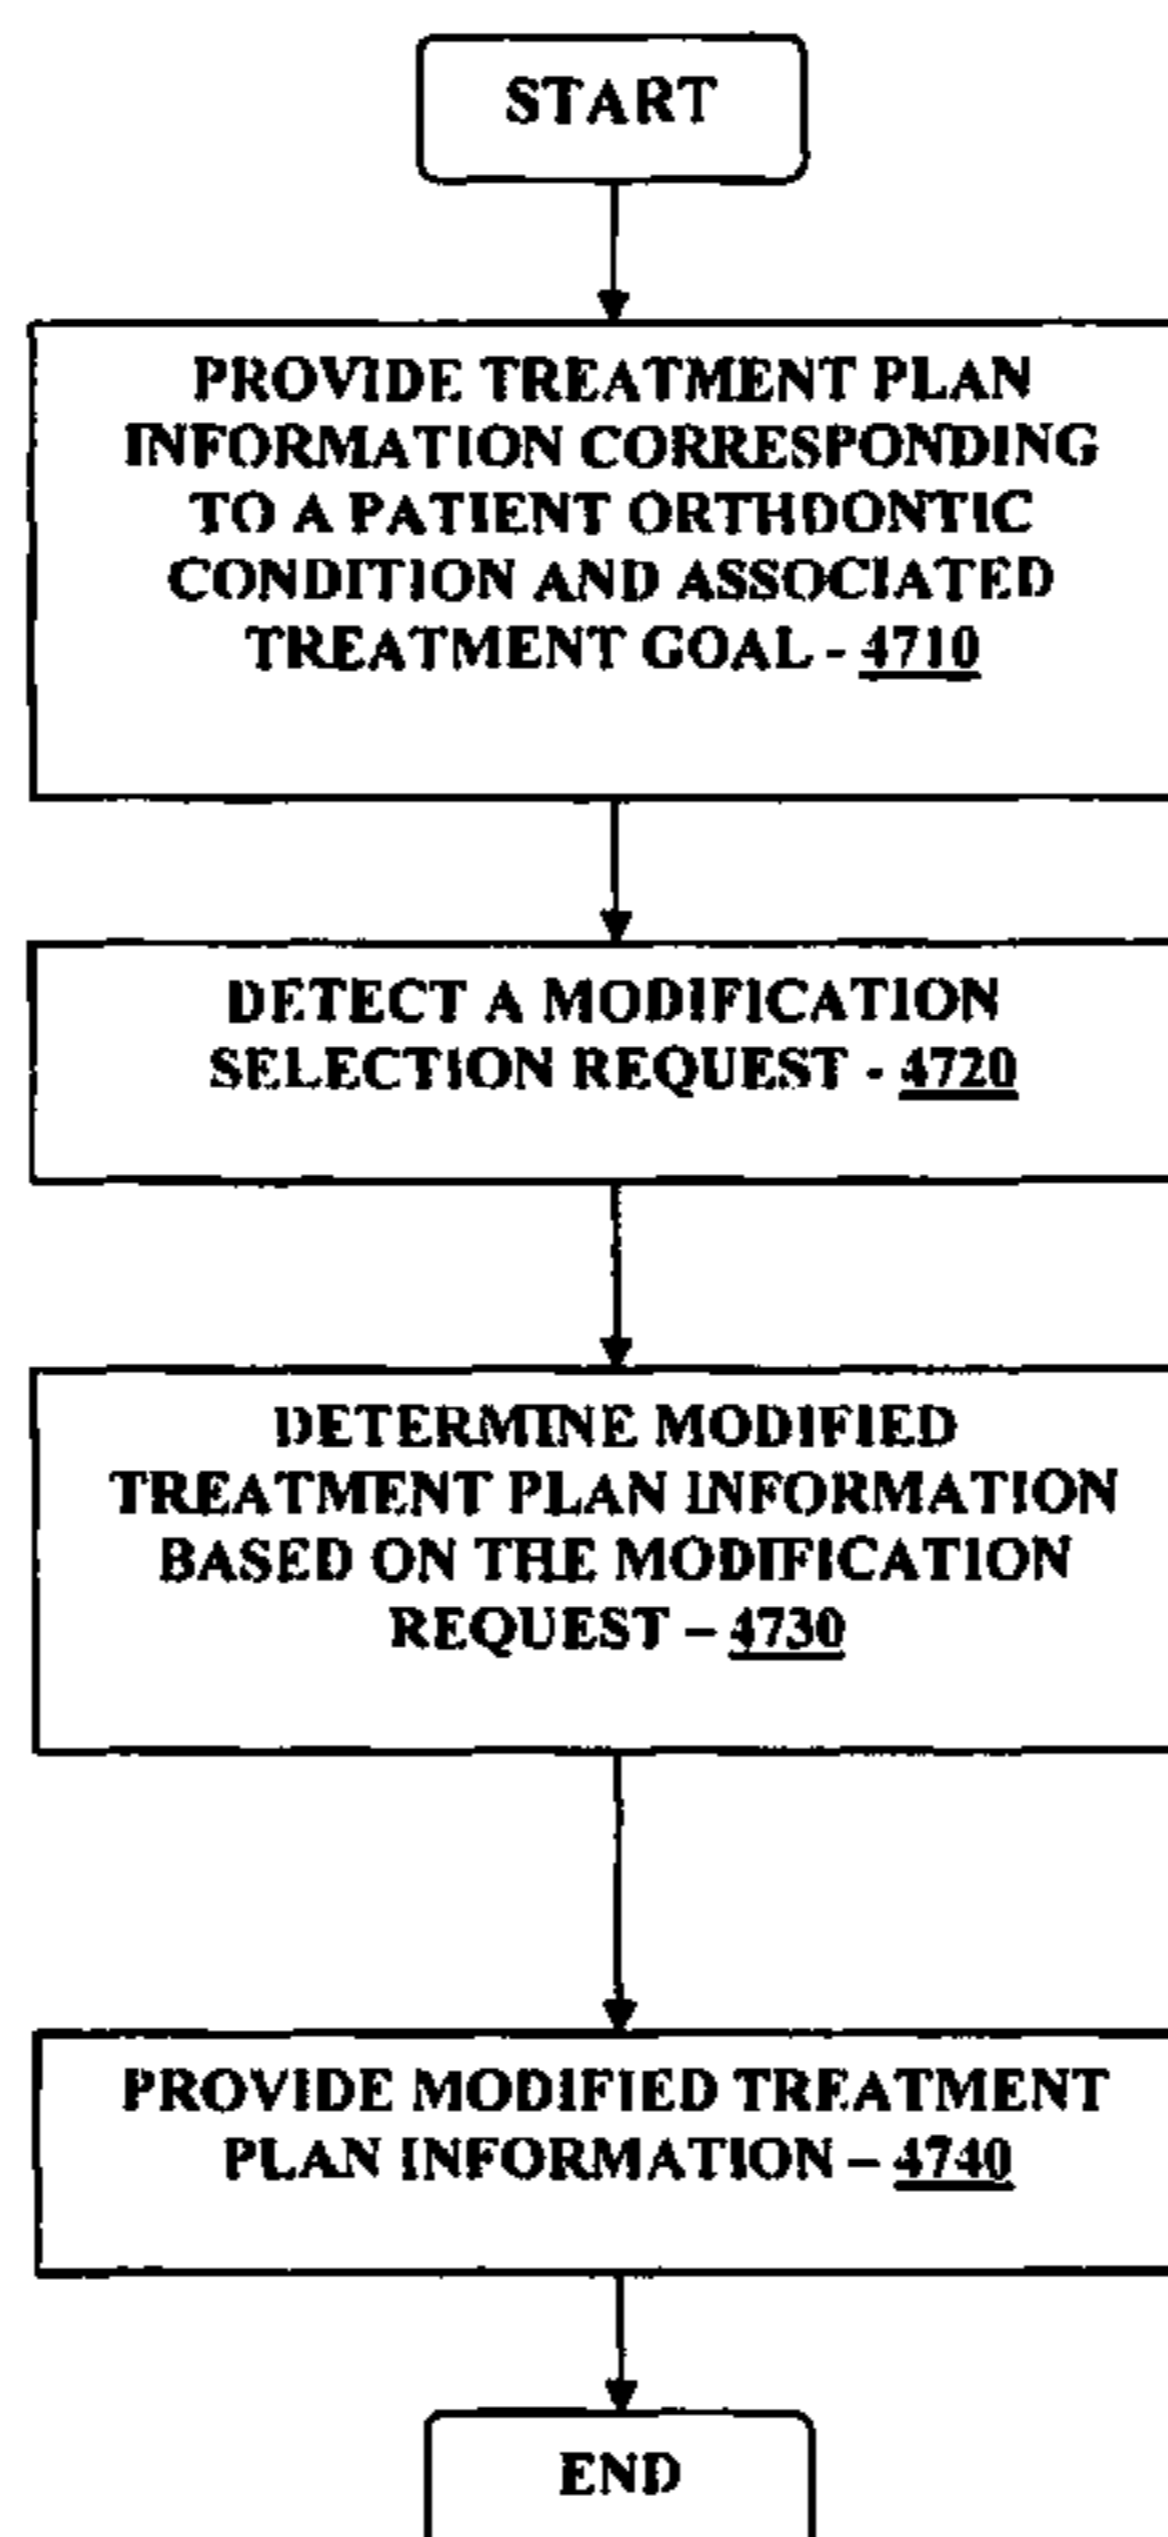 START
PROVIDE TREATMENT PLAN
INFORMATION CORRESPONDING
TO A PATIENT ORTHDONTIC
CONDITION AND ASSOCIATED
TREATMENT GOAL - 4710
DETECT A MODIFICATION
SELECTION REQUEST - 4720
DETERMINE MODIFIED
TREATMENT PLAN INFORMATION
BASED ON THE MODIFICATION
REQUEST – 4730
PROVIDE MODIFIED TREATMENT
PLAN INFORMATION – 4740
END